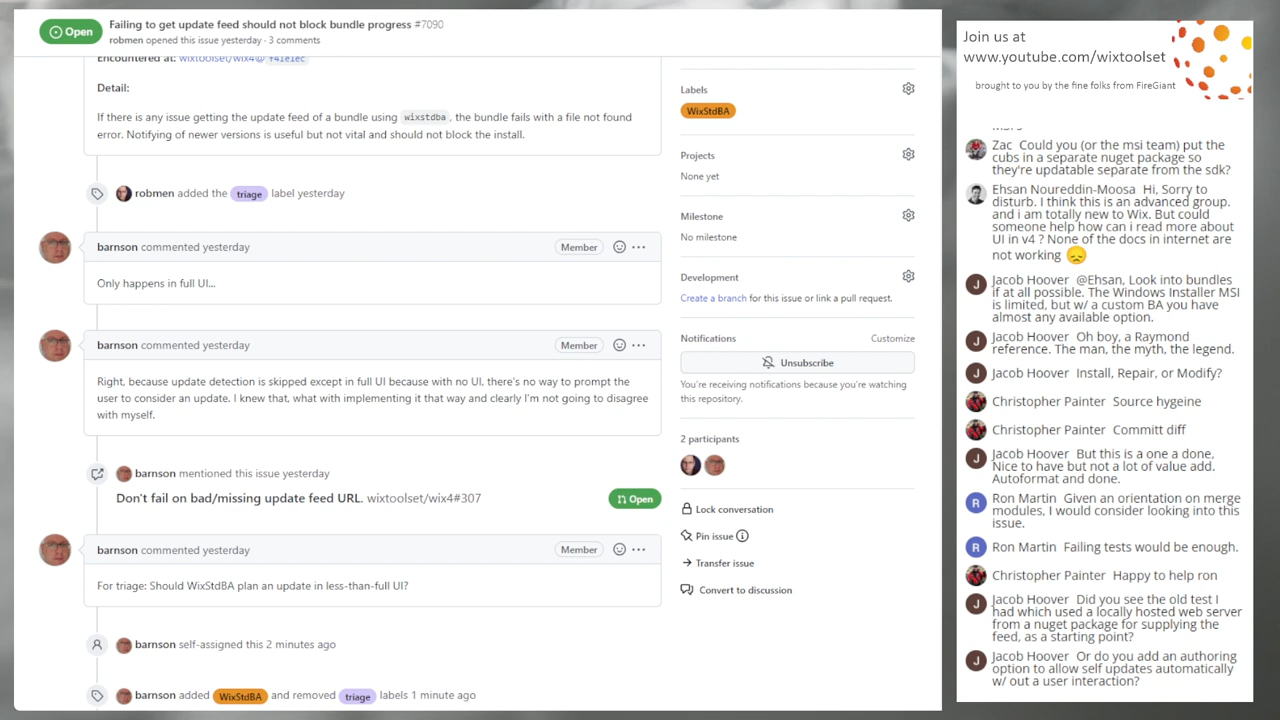 Open
Failing to get update feed should not block bundle progress #7090
robmen opened this issue yesterday · 3 comments
Encountered at: wixtoolset/wix4@
Detail:
If there is any issue getting the update feed of a bundle using wixstdba, the bundle fails with a file not found
error. Notifying of newer versions is useful but not vital and should not block the install.
robmen added the triage label yesterday
barnson commented yesterday
Member
Only happens in full UI...
barnson commented yesterday
Member
Right, because update detection is skipped except in full UI because with no UI, there's no way to prompt the
user to consider an update. I knew that, what with implementing it that way and clearly I'm not going to disagree
with myself.
barnson mentioned this issue yesterday
Don't fail on bad/missing update feed URL. wixtoolset/wix4#307
Open
barnson commented yesterday
Member
For triage: Should WixStdBA plan an update in less-than-full UI?
barnson self-assigned this 2 minutes ago
barnson added WixStdBA and removed triage labels 1 minute ago
Labels
WixStdBA
Projects
None yet
Milestone
No milestone
Development
Create a branch for this issue or link a pull request.
Notifications
Customize
Unsubscribe
You're receiving notifications because you're watching
this repository.
2 participants
Lock conversation
Pin issue
Transfer issue
Convert to discussion
Join us at
www.youtube.com/wixtoolset
brought to you by the fine folks from FireGiant
Zac Could you (or the msi team) put the
cubs in a separate nuget package so
they're updatable separate from the sdk?
Ehsan Noureddin-Moosa Hi, Sorry to
disturb. I think this is an advanced group.
and i am totally new to Wix. But could
someone help how can i read more about
UI in v4 ? None of the docs in internet are
not working
Jacob Hoover @Ehsan, Look into bundles
if at all possible. The Windows Installer MSI
is limited, but w/ a custom BA you have
almost any available option.
Jacob Hoover Oh boy, a Raymond
reference. The man, the myth, the legend.
Jacob Hoover Install, Repair, or Modify?
Christopher Painter Source hygeine
Christopher Painter Committ diff
Jacob Hoover But this is a one a done,
Nice to have but not a lot of value add.
Autoformat and done.
Ron Martin Given an orientation on merge
modules, I would consider looking into this
issue.
Ron Martin Failing tests would be enough.
Christopher Painter Happy to help ron
Jacob Hoover Did you see the old test I
had which used a locally hosted web server
from a nuget package for supplying the
feed, as a starting point?
Jacob Hoover Or do you add an authoring
option to allow self updates automatically
w/ out a user interaction?